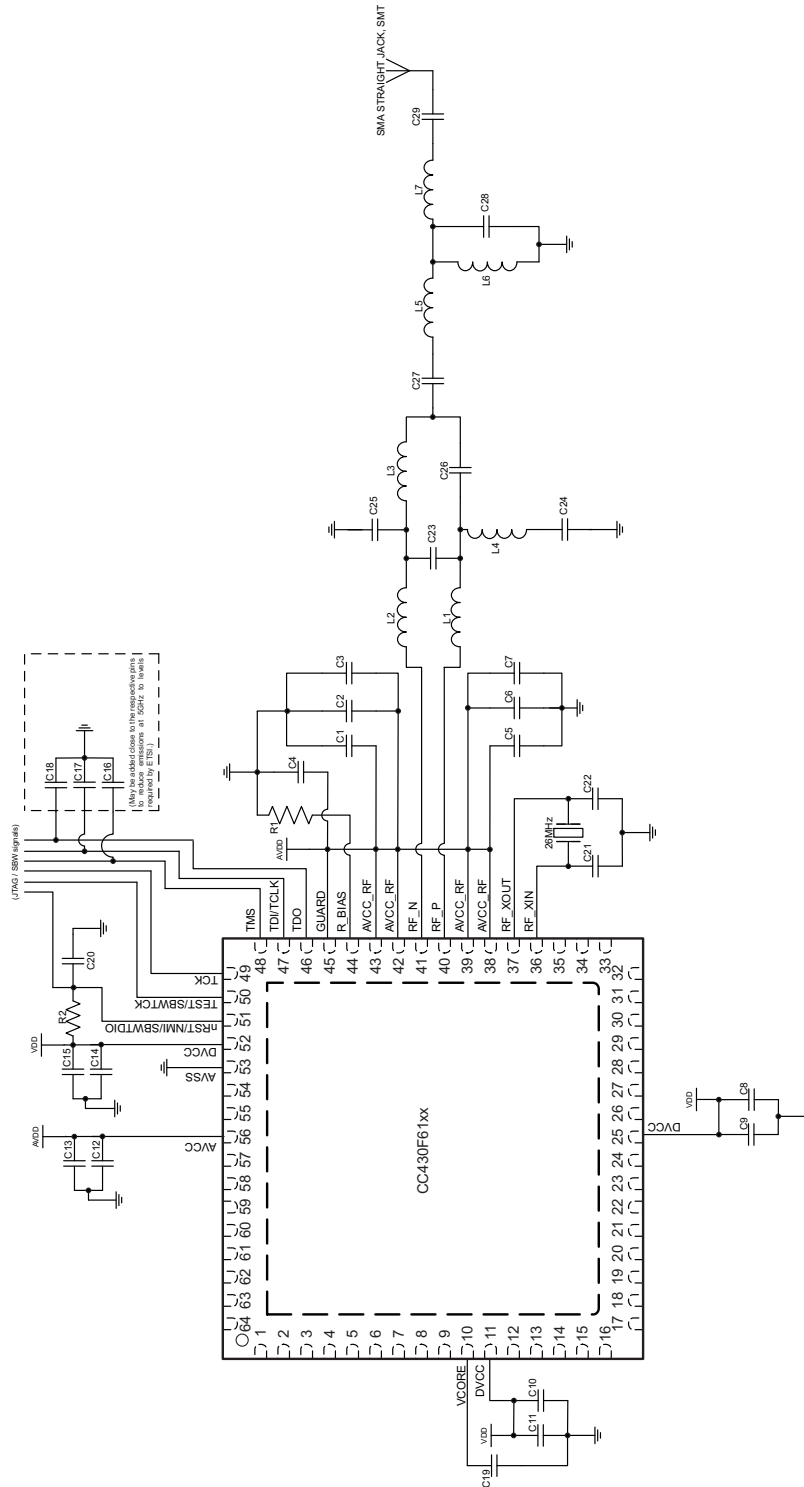 SMA STRAIGHT JACK, SMT
C29
L7
C28
L6
L5
C27
L3
C26
C25
C23
L4
C24
L2
L1
(May be added close to the respective pins
to reduce emissions at 5GHz to levels
required by ETSI.)
C18
C17
C16
C3
C2
C1
C4
R1
AVDD
C7
C6
C5
C22
C21
26MHz
(JTAG / SBW signals)
TMS
TDI/TCLK
TDO
GUARD
R_BIAS
AVCC_RF
AVCC_RF
RF_N
RF_P
AVCC_RF
AVCC_RF
RF_XOUT
RF_XIN
48
47
46
45
44
43
42
41
40
39
38
37
36
35
34
33
C20
R2
VDD
C15
C14
AVDD
C13
C12
TCK
TEST/SBWTCK
nRST/NMI/SBWTDIO
DVCC
AVSS
AVCC
49
50
51
52
53
54
55
56
57
58
59
60
61
62
63
64
CC430F61xx
32
31
30
29
28
27
26
25
24
23
22
21
20
19
18
17
DVCC
VDD
C8
C9
1
2
3
4
5
6
7
8
9
10
11
12
13
14
15
16
VCORE
DVCC
VDD
C10
C11
C19